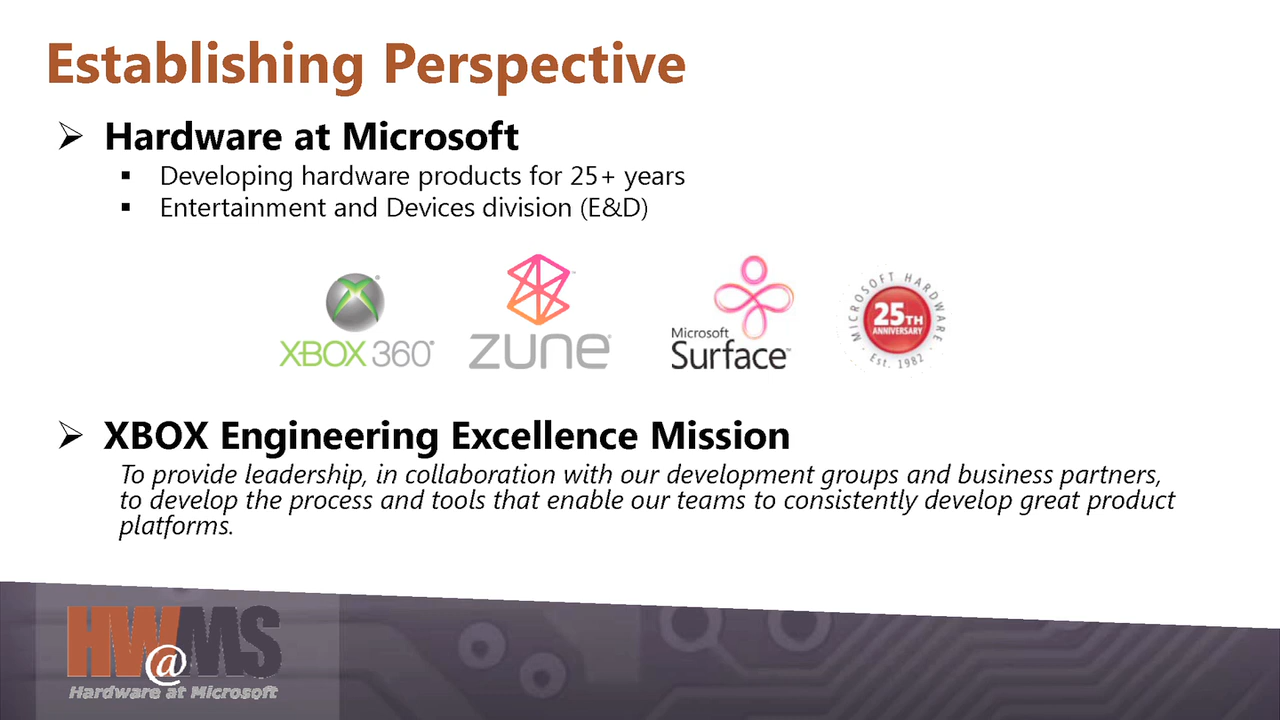 Establishing Perspective
Hardware at Microsoft
Developing hardware products for 25+ years
Entertainment and Devices division (E&D)
XBOX 360
zune
Microsoft
Surface™
MICROSOFT HARDWARE
25TH
ANNIVERSARY
Est. 1982
XBOX Engineering Excellence Mission
To provide leadership, in collaboration with our development groups and business partners,
to develop the process and tools that enable our teams to consistently develop great product
platforms.
HW@MS
Hardware at Microsoft